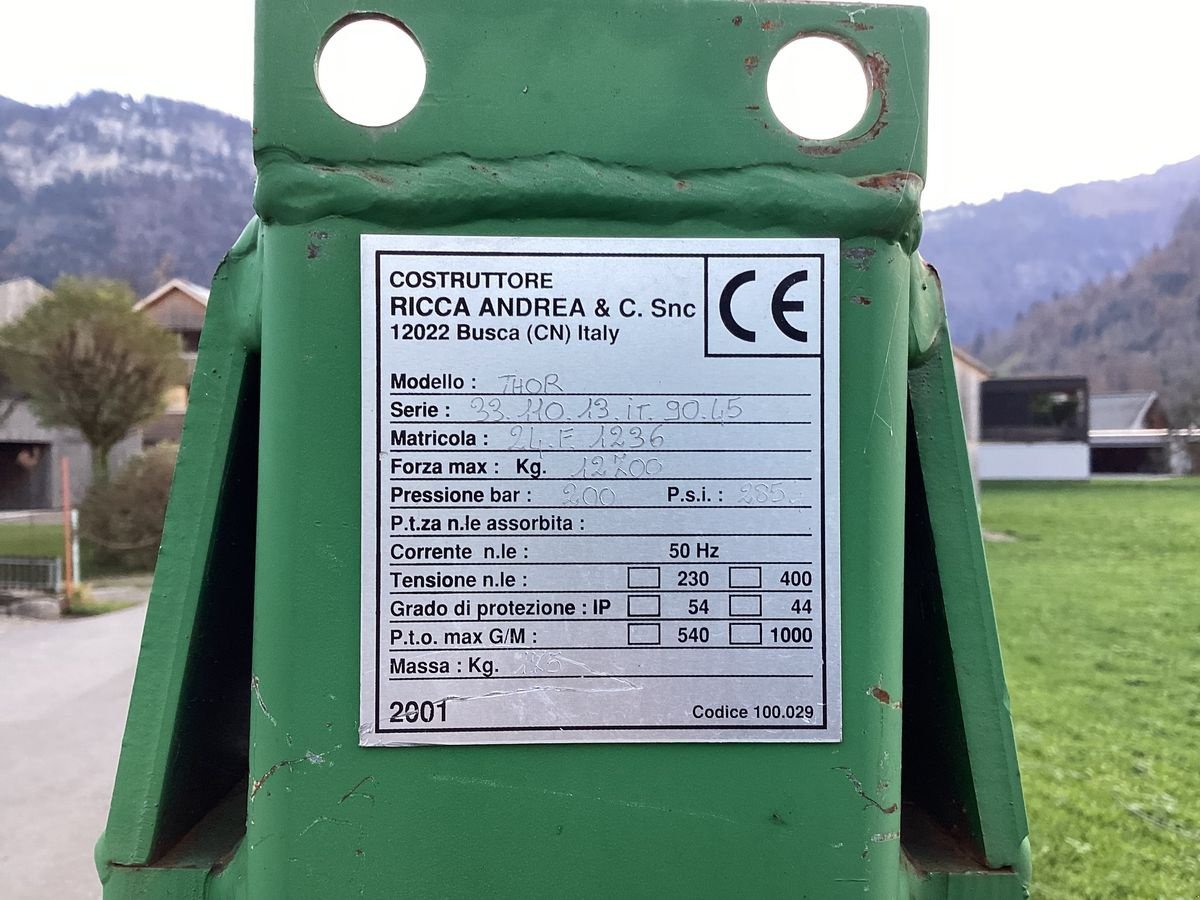 COSTRUTTORE
RICCA ANDREA & C. Snc
12022 Busca (CN) Italy
CE
Modello : THOR
Serie : 33.110.13.iT.90.45
Matricola : 24.F.1236
Forza max : Kg. 12700
Pressione bar : 200 P.s.i. :
P.t.za n.le assorbita :
Corrente n.le : 50 Hz
Tensione n.le : 230 400
Grado di protezione : IP 54 44
P.t.o. max G/M : 540 1000
Massa : Kg.
2001 Codice 100.029